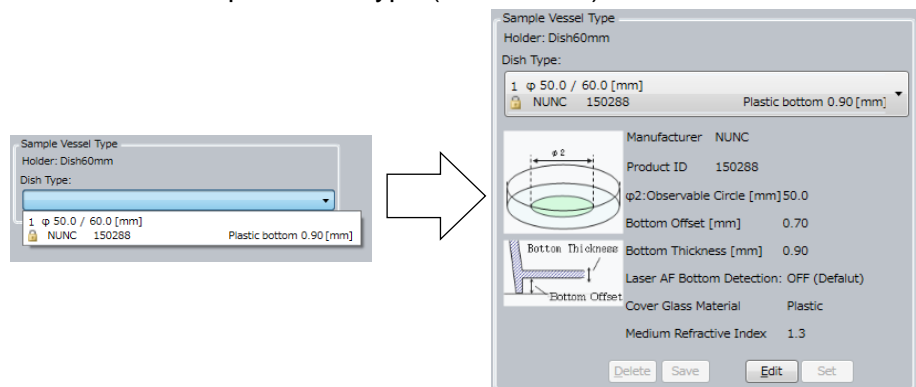 Sample Vessel Type
Holder: Dish60mm
Dish Type:
1 φ 50.0 / 60.0 [mm]
NUNC 150288 Plastic bottom 0.90 [mm]
Sample Vessel Type
Holder: Dish60mm
Dish Type:
1 φ 50.0 / 60.0 [mm]
NUNC 150288 Plastic bottom 0.90 [mm]
φ2
Manufacturer NUNC
Product ID 150288
φ2:Observable Circle [mm] 50.0
Bottom Offset [mm] 0.70
Bottom Thickness
Bottom Thickness [mm] 0.90
Laser AF Bottom Detection: OFF (Defalut)
Bottom Offset
Cover Glass Material Plastic
Medium Refractive Index 1.3
Delete Save Edit Set